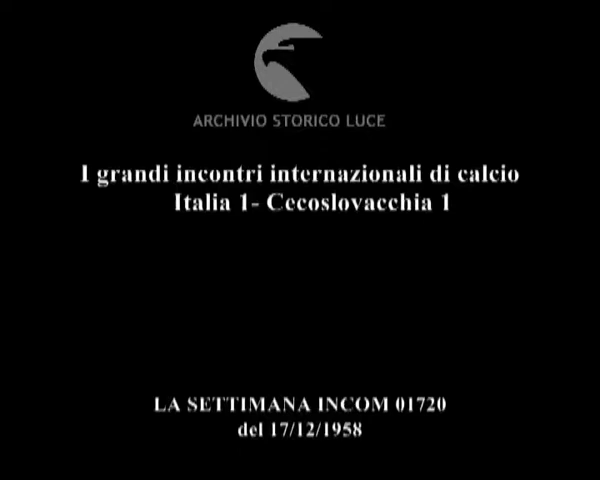 ARCHIVIO STORICO LUCE
I grandi incontri internazionali di calcio
Italia 1- Cecoslovacchia 1
LA SETTIMANA INCOM 01720
del 17/12/1958